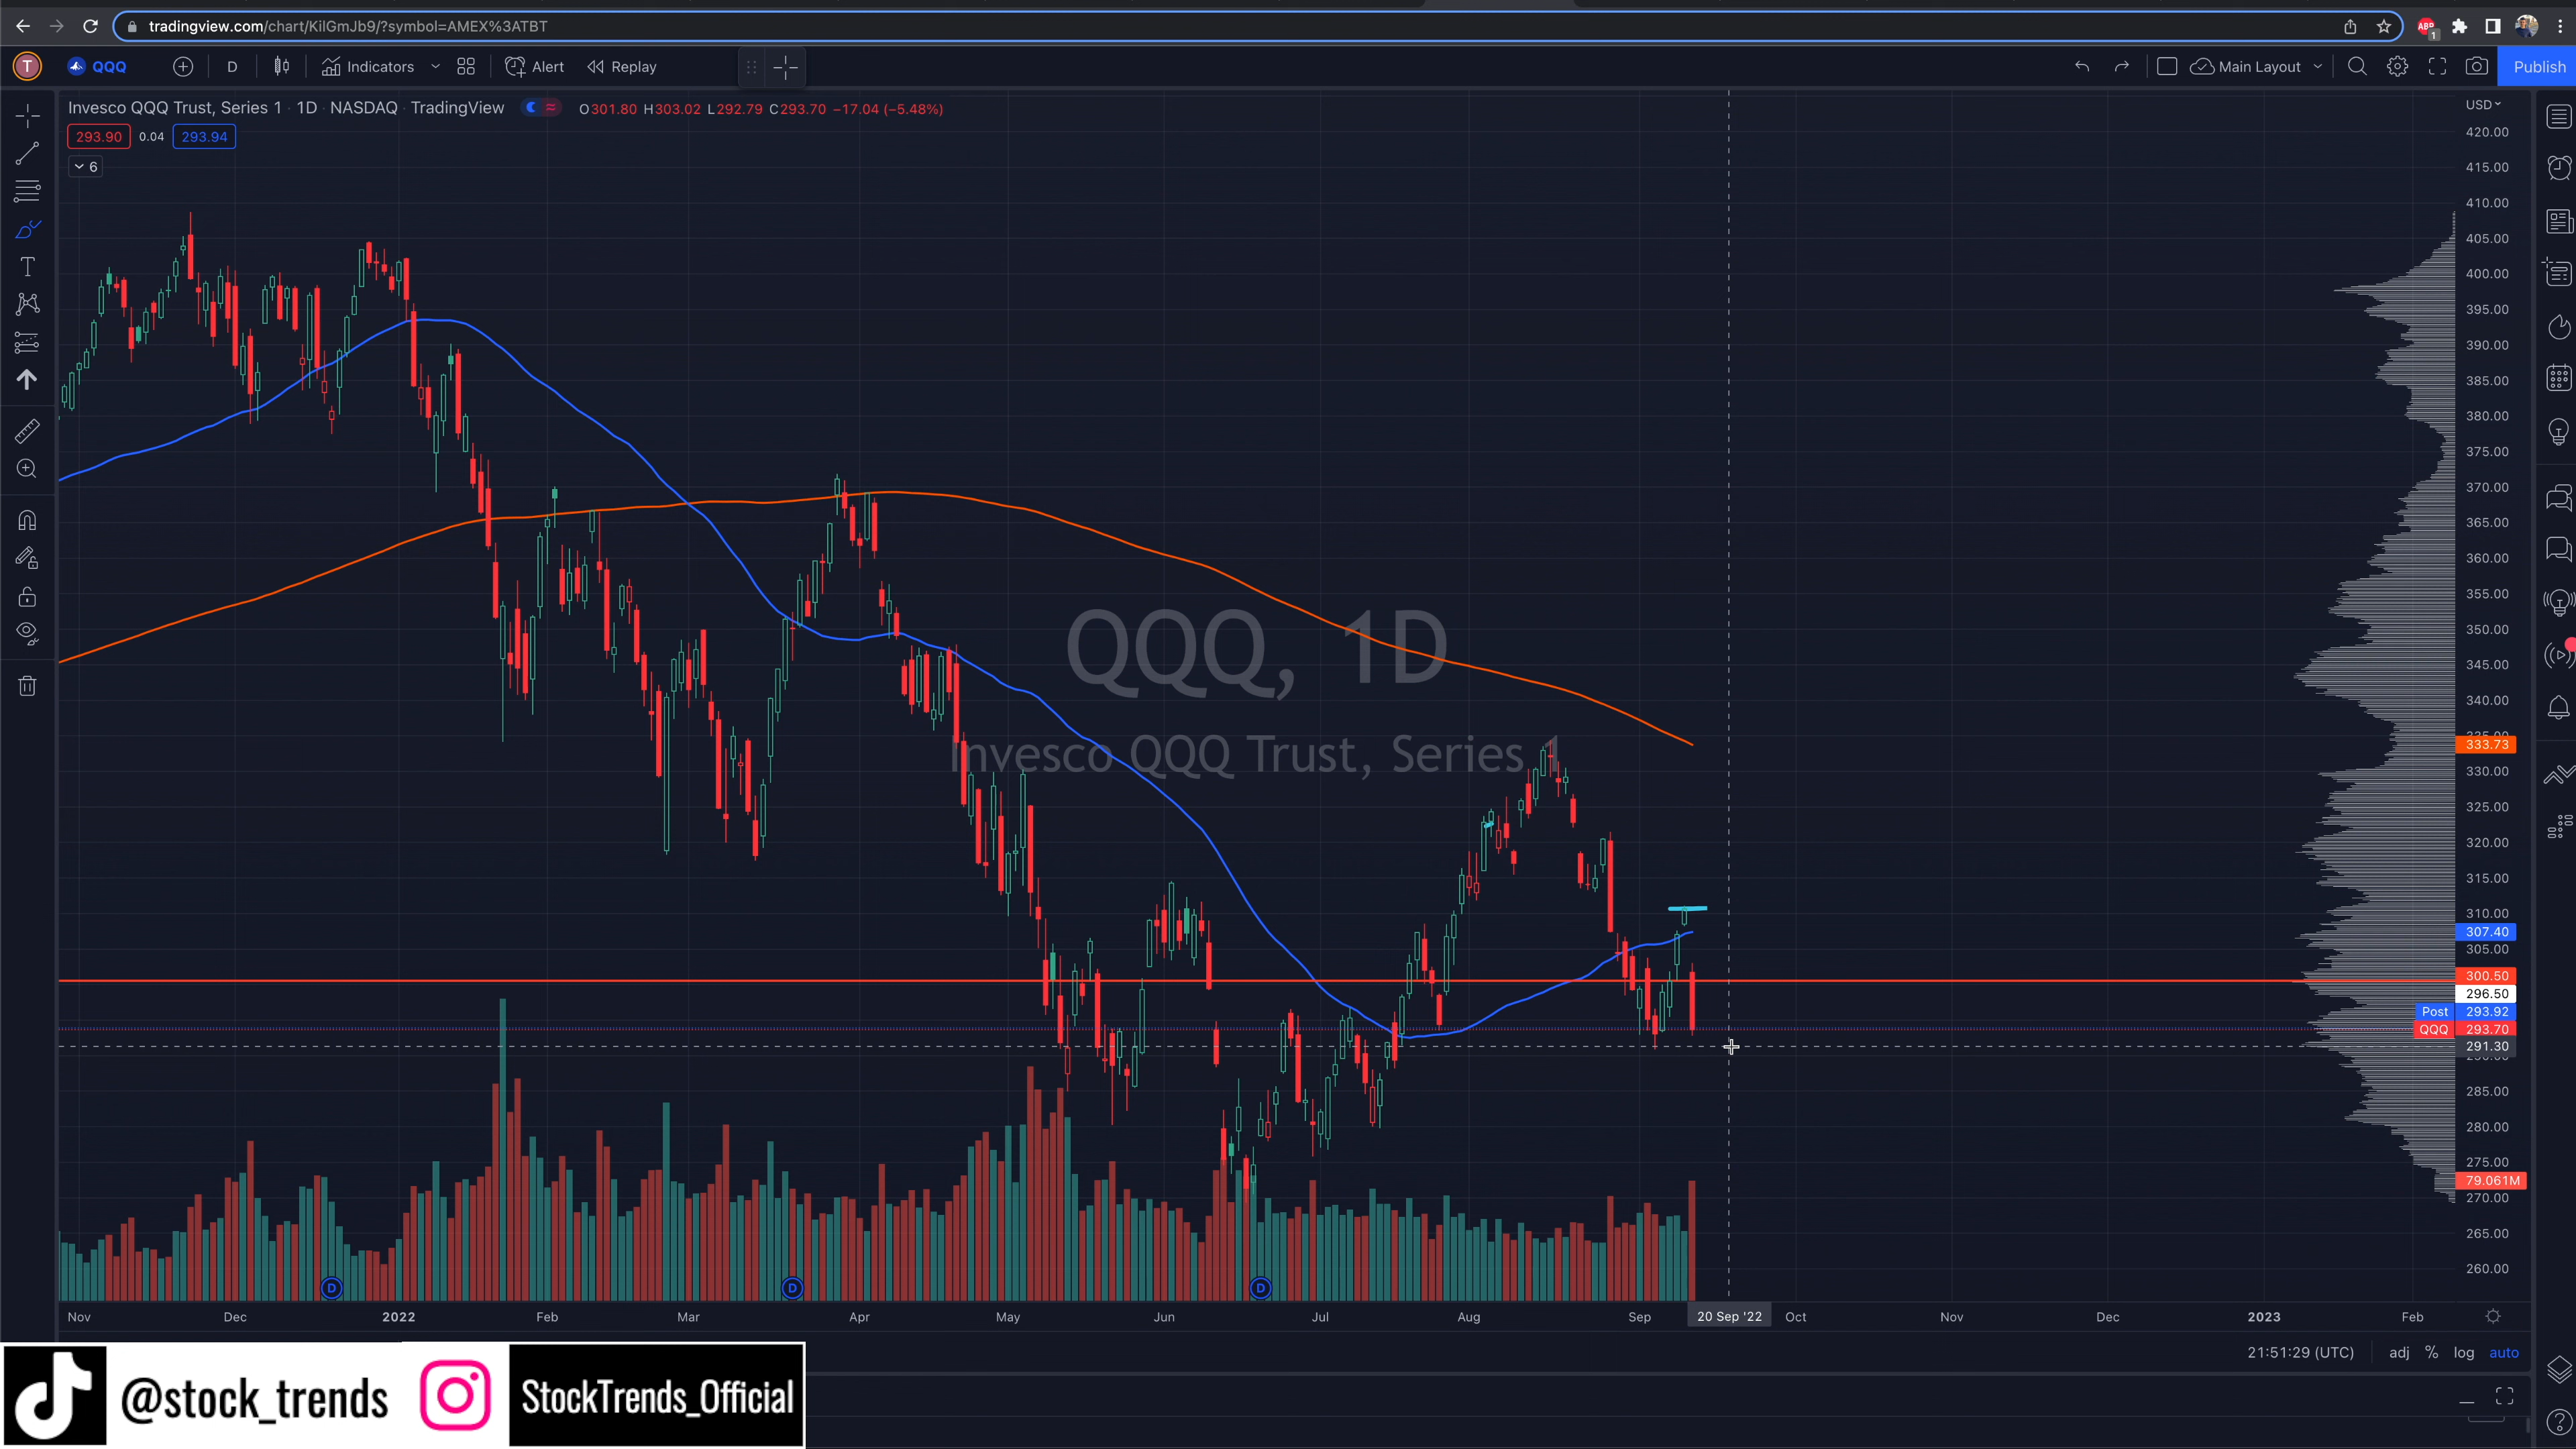 tradingview.com/chart/KilGmJb9/?symbol=AMEX%3ATBT
ABP 1
T QQQ D Indicators Alert Replay Main Layout Publish
Invesco QQQ Trust, Series 1 · 1D · NASDAQ · TradingView O301.80 H303.02 L292.79 C293.70 −17.04 (−5.48%)
USD
293.90 0.04 293.94
6
420.00
415.00
410.00
405.00
400.00
395.00
390.00
385.00
380.00
375.00
370.00
365.00
360.00
355.00
350.00
345.00
340.00
333.73
330.00
325.00
320.00
315.00
310.00
307.40
305.00
300.50
296.50
Post 293.92
QQQ 293.70
291.30
285.00
280.00
275.00
79.061M
270.00
265.00
260.00
QQQ, 1D
Invesco QQQ Trust, Series 1
D D D
Nov Dec 2022 Feb Mar Apr May Jun Jul Aug Sep 20 Sep '22 Oct Nov Dec 2023 Feb
21:51:29 (UTC) adj % log auto
@stock_trends StockTrends_Official